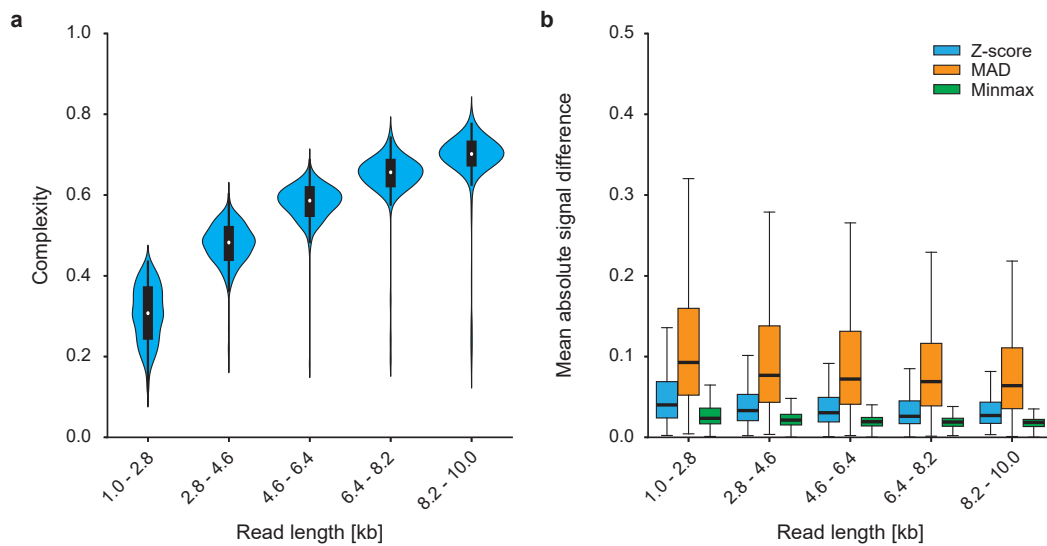 a
1.0
0.8
0.6
0.4
0.2
0.0
Complexity
1.0 - 2.8
2.8 - 4.6
4.6 - 6.4
6.4 - 8.2
8.2 - 10.0
Read length [kb]
b
0.5
0.4
0.3
0.2
0.1
0.0
Mean absolute signal difference
Z-score
MAD
Minmax
1.0 - 2.8
2.8 - 4.6
4.6 - 6.4
6.4 - 8.2
8.2 - 10.0
Read length [kb]